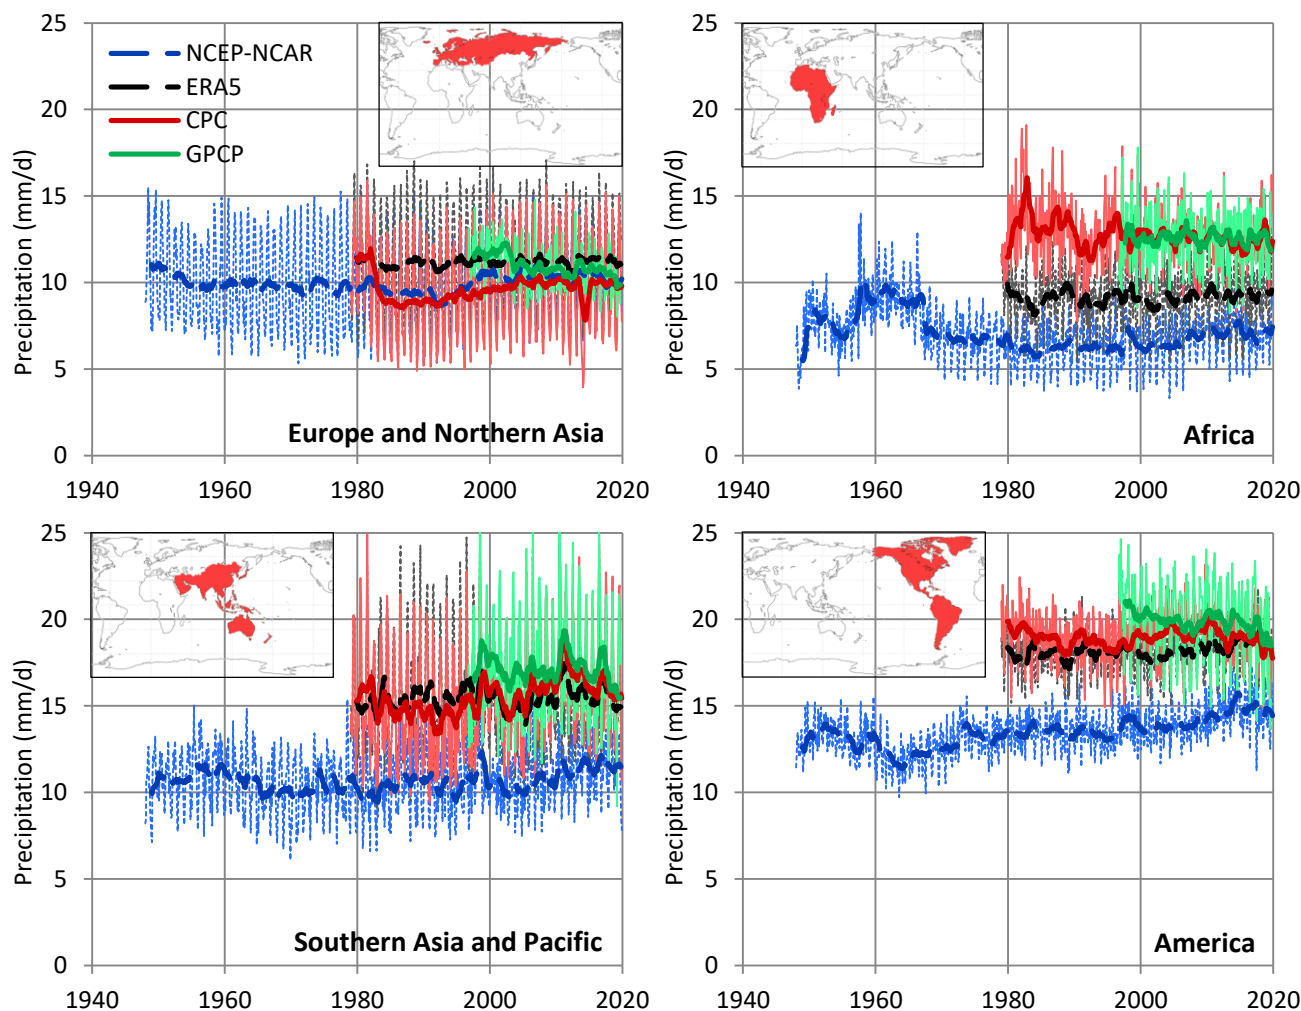 25
20
15
10
5
0
Precipitation (mm/d)
NCEP-NCAR
ERA5
CPC
GPCP
Europe and Northern Asia
1940 1960 1980 2000 2020
25
20
15
10
5
0
Precipitation (mm/d)
Africa
1940 1960 1980 2000 2020
25
20
15
10
5
0
Precipitation (mm/d)
Southern Asia and Pacific
1940 1960 1980 2000 2020
25
20
15
10
5
0
Precipitation (mm/d)
America
1940 1960 1980 2000 2020